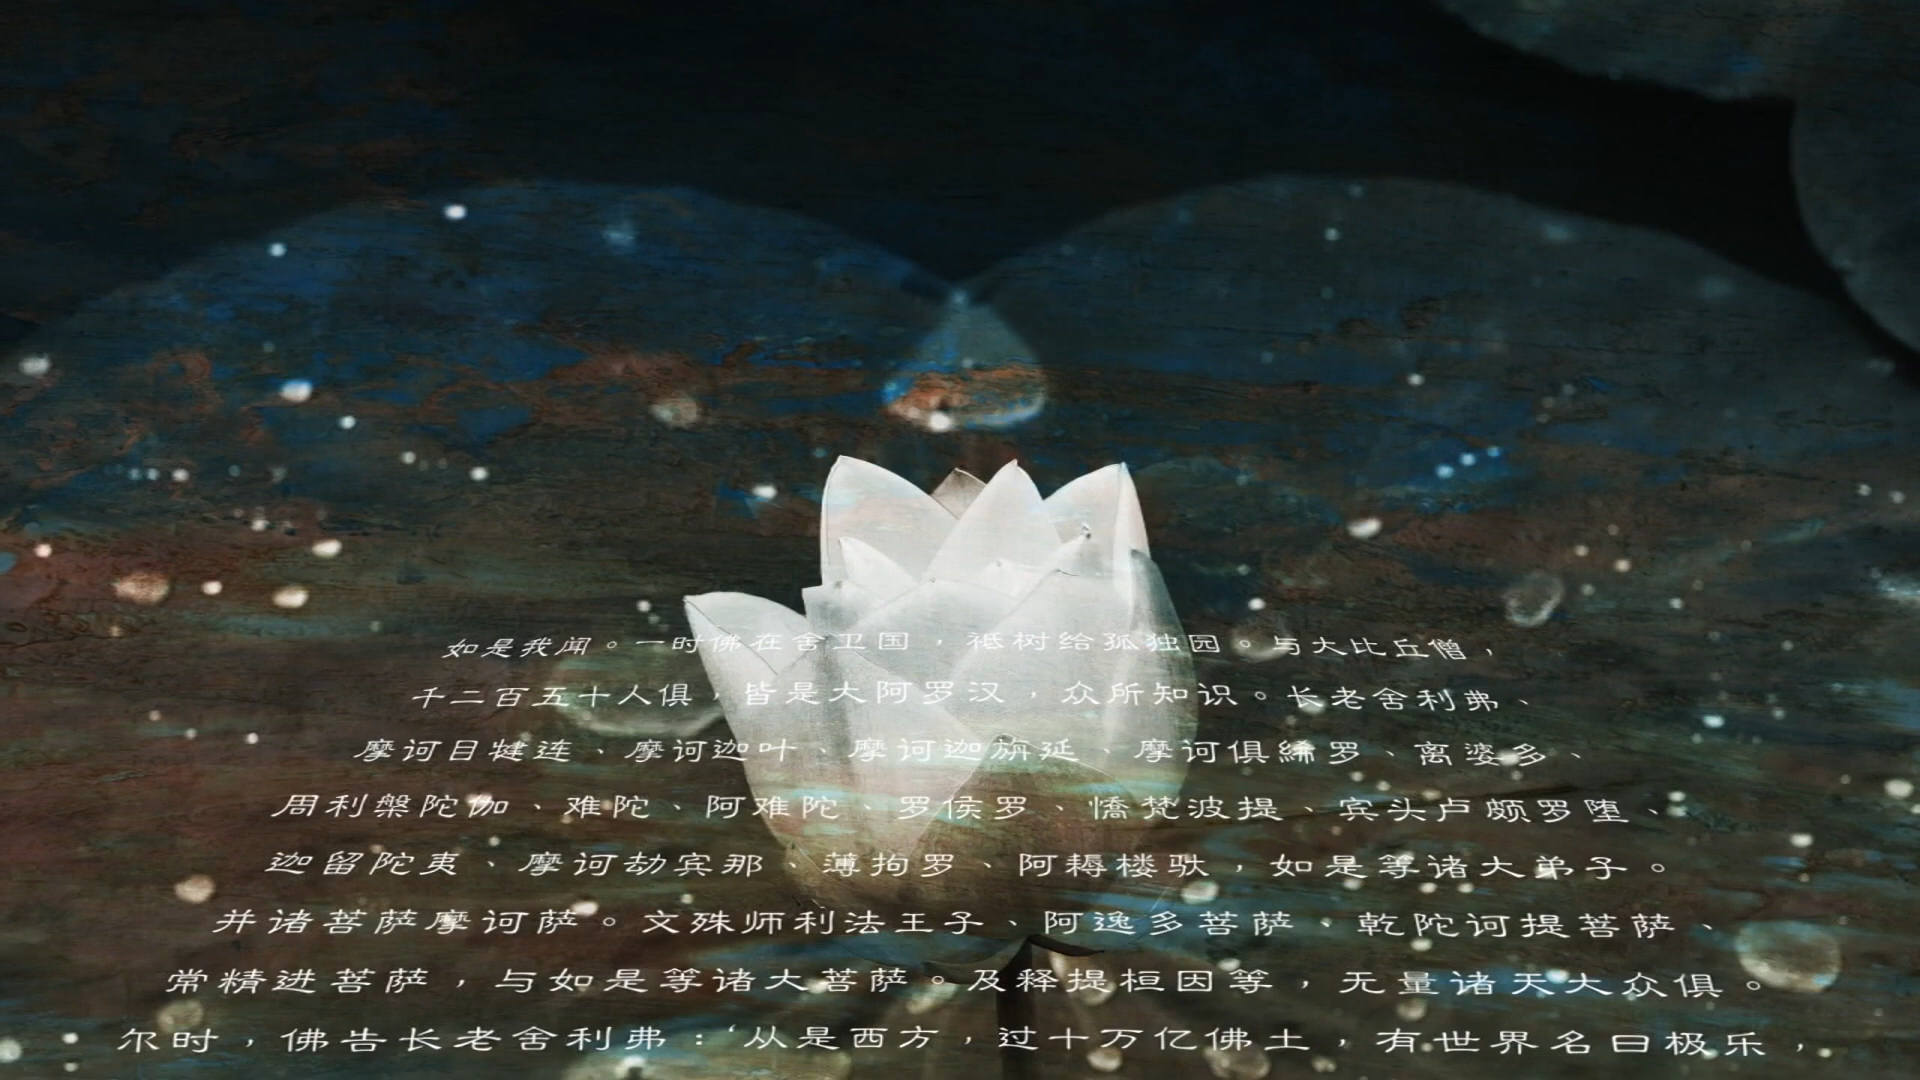 如是我闻。一时佛在舍卫国，祗树给孤独园。与大比丘僧，
千二百五十人俱，皆是大阿罗汉，众所知识。长老舍利弗、
摩诃目犍连、摩诃迦叶、摩诃迦旃延、摩诃俱絺罗、离婆多、
周利槃陀伽、难陀、阿难陀、罗侯罗、憍梵波提、宾头卢颇罗堕、
迦留陀夷、摩诃劫宾那、薄拘罗、阿耨楼驮，如是等诸大弟子。
并诸菩萨摩诃萨。文殊师利法王子、阿逸多菩萨、乾陀诃提菩萨、
常精进菩萨，与如是等诸大菩萨。及释提桓因等，无量诸天大众俱。
尔时，佛告长老舍利弗：‘从是西方，过十万亿佛土，有世界名曰极乐，